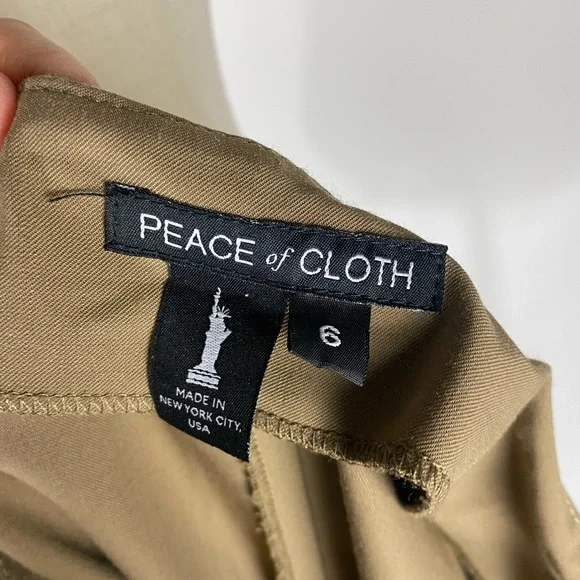 PEACE of CLOTH
6
MADE IN
NEW YORK CITY,
USA